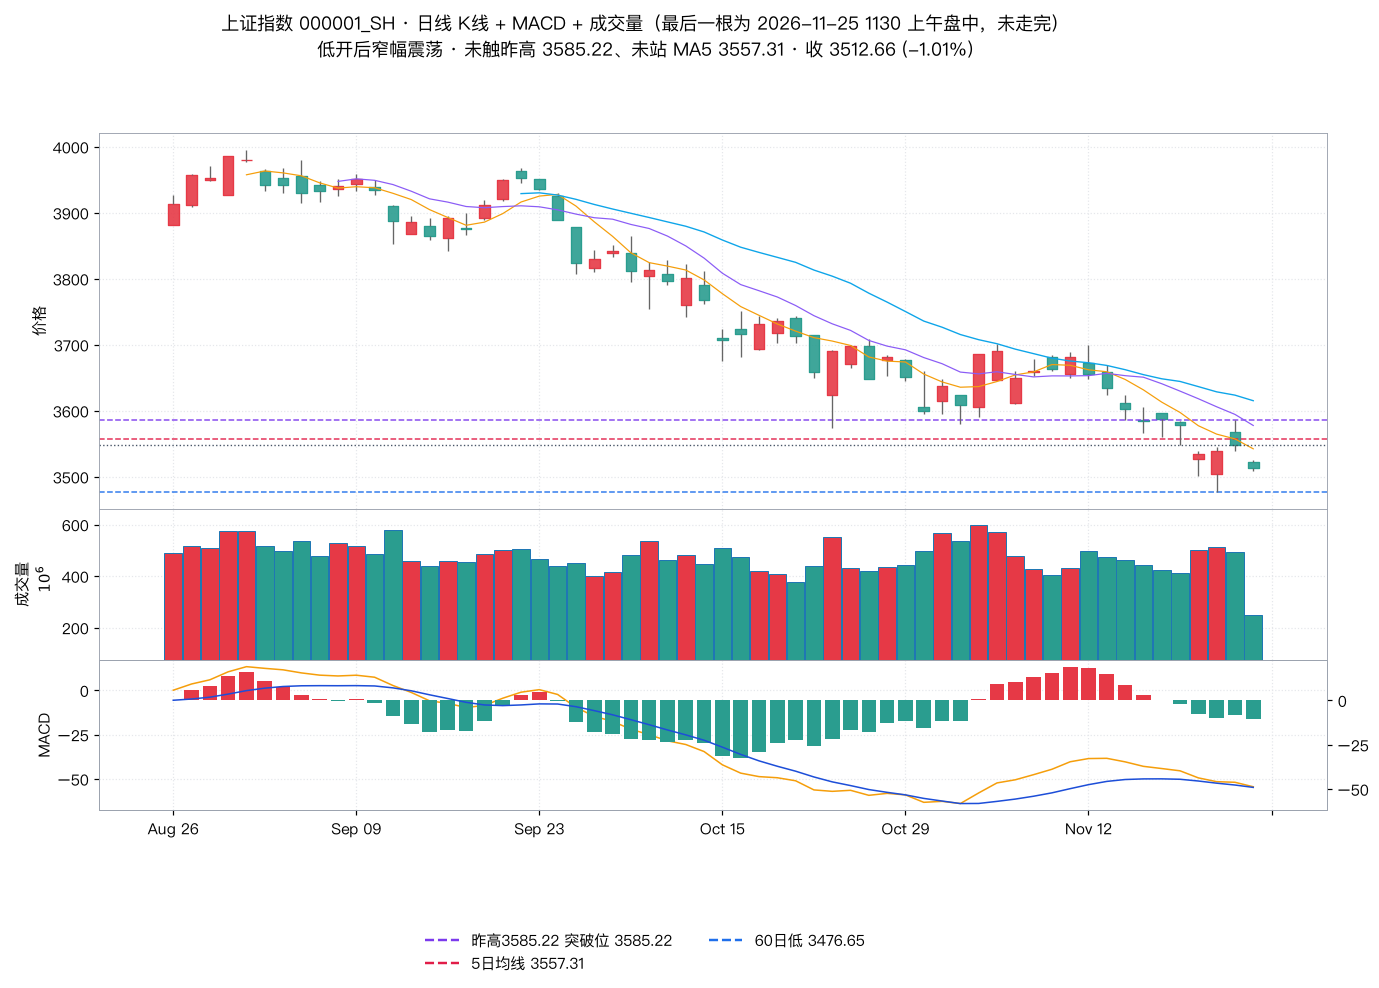 上证指数 000001_SH · 日线 K线 + MACD + 成交量（最后一根为 2026−11−25 1130 上午盘中，未走完）
低开后窄幅震荡 · 未触昨高 3585.22、未站 MA5 3557.31 · 收 3512.66 (−1.01%)
4000
3900
3800
3700
3600
3500
价格
600
400
200
成交量
10⁶
0
−25
−50
MACD
0
−25
−50
Aug 26
Sep 09
Sep 23
Oct 15
Oct 29
Nov 12
昨高3585.22 突破位 3585.22
60日低 3476.65
5日均线 3557.31